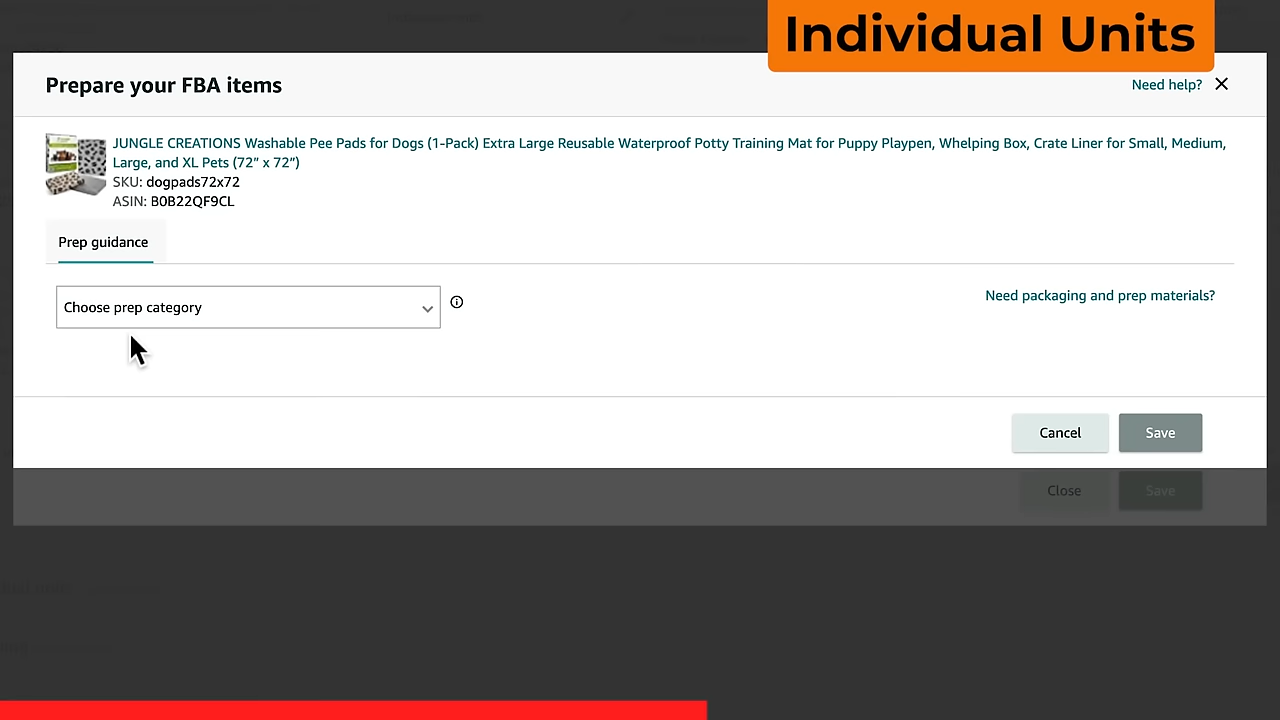 Individual Units
Prepare your FBA items
Need help?
JUNGLE CREATIONS Washable Pee Pads for Dogs (1-Pack) Extra Large Reusable Waterproof Potty Training Mat for Puppy Playpen, Whelping Box, Crate Liner for Small, Medium,
Large, and XL Pets (72” x 72”)
SKU: dogpads72x72
ASIN: B0B22QF9CL
Prep guidance
Choose prep category
Need packaging and prep materials?
Cancel
Save
Close
Save